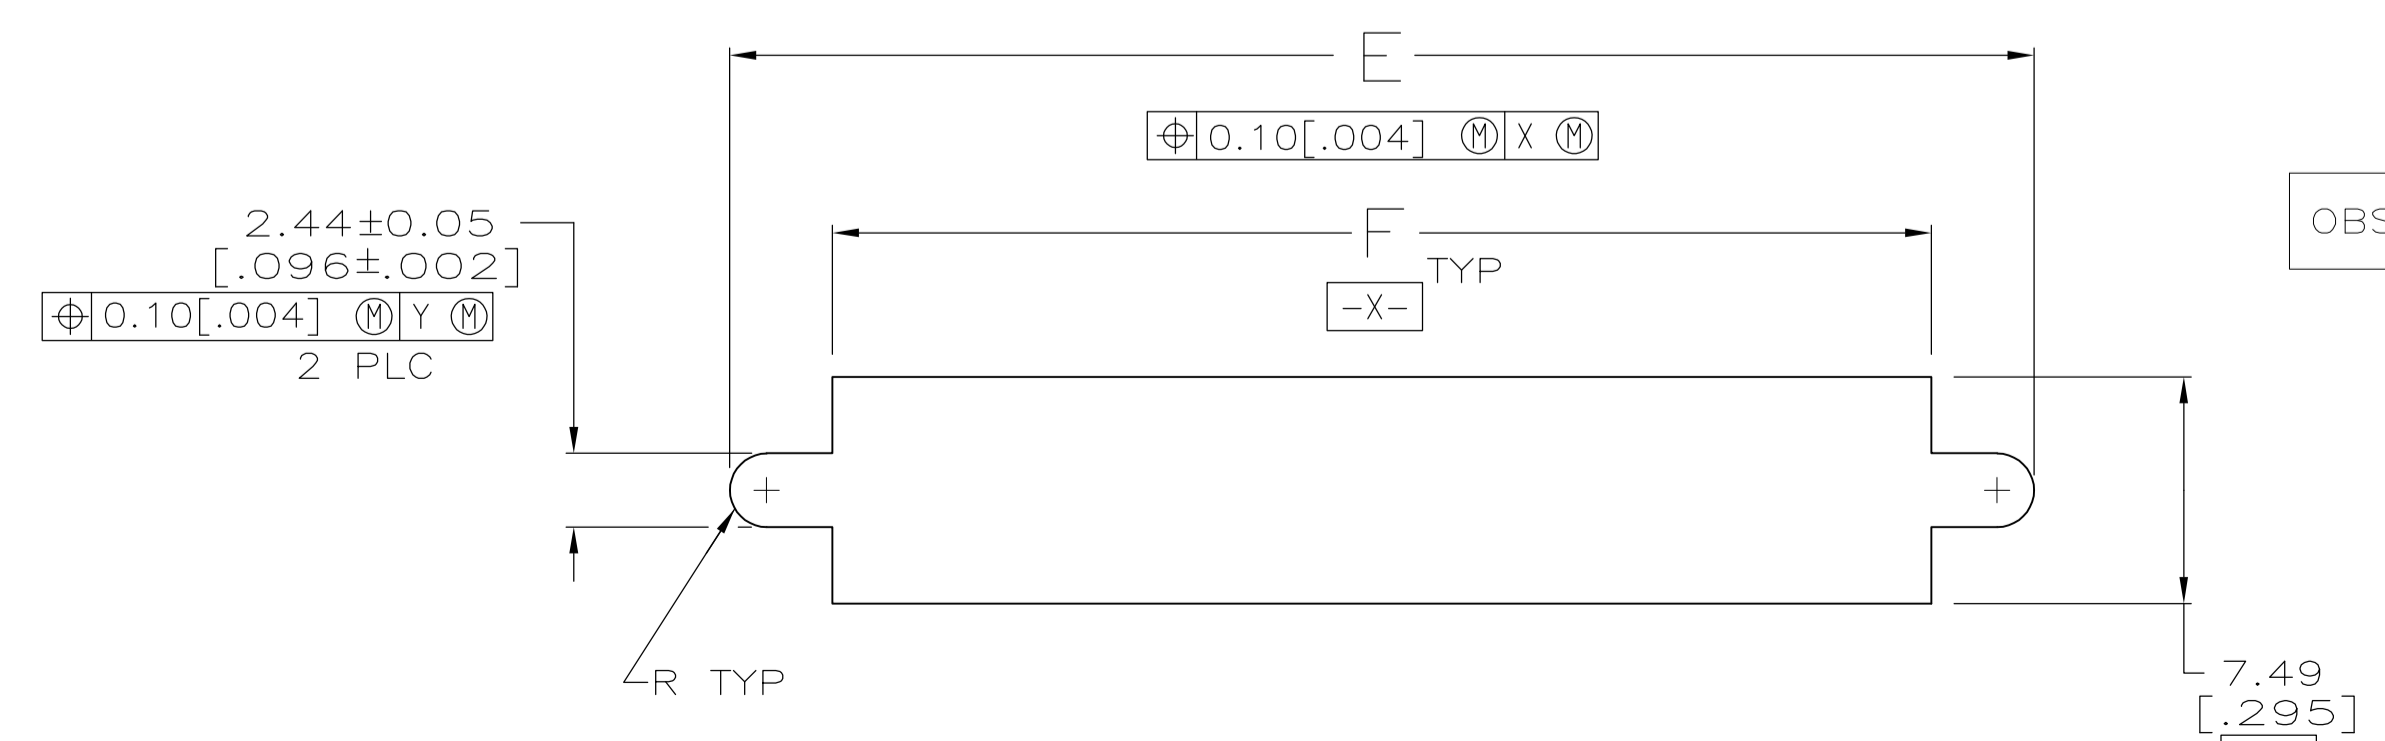 E
⌖ 0.10[.004] Ⓜ X Ⓜ
2.44±0.05
[.096±.002]
⌖ 0.10[.004] Ⓜ Y Ⓜ
2 PLC
F
TYP
-X-
R TYP
7.49
[.295]